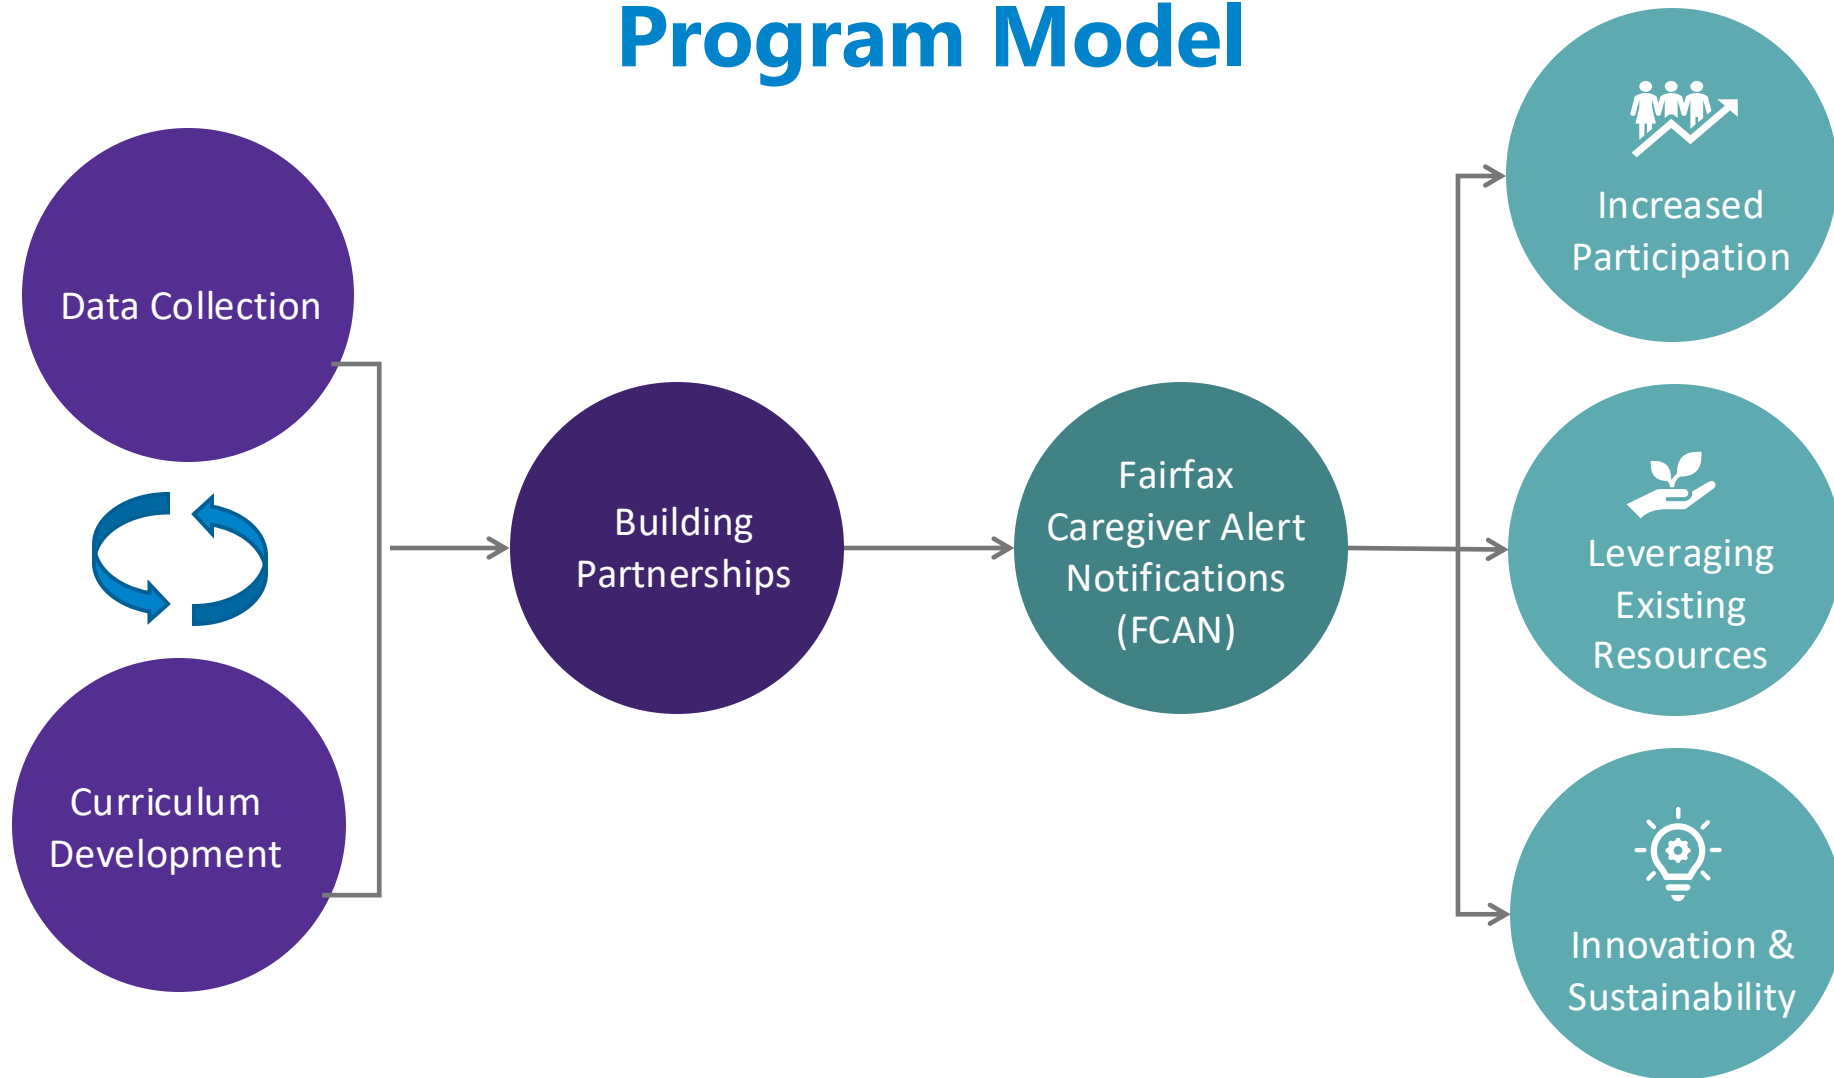 Program Model
Data Collection
Curriculum
Development
Building
Partnerships
Fairfax
Caregiver Alert
Notifications
(FCAN)
Increased
Participation
Leveraging
Existing
Resources
Innovation &
Sustainability